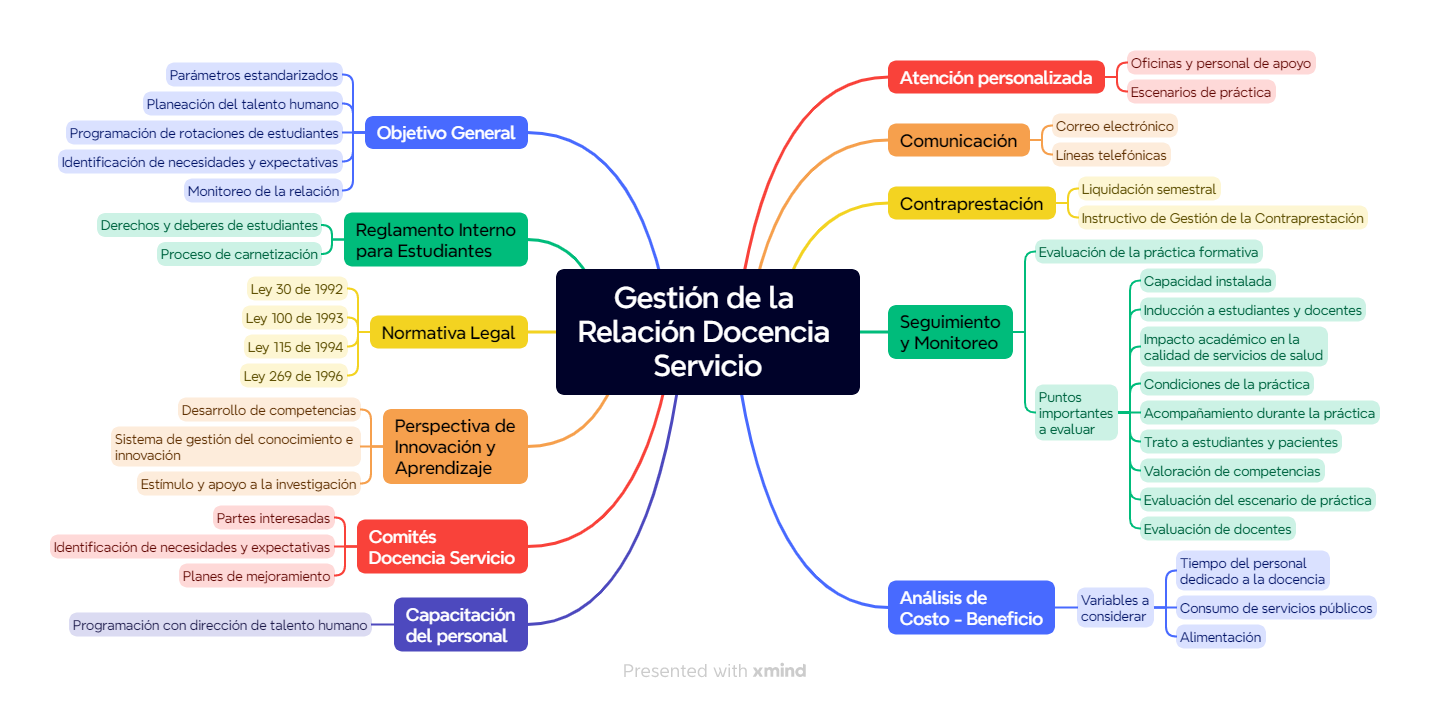 Gestión de la
Relación Docencia
Servicio
Atención personalizada
Oficinas y personal de apoyo
Escenarios de práctica
Comunicación
Correo electrónico
Líneas telefónicas
Contraprestación
Liquidación semestral
Instructivo de Gestión de la Contraprestación
Seguimiento
y Monitoreo
Evaluación de la práctica formativa
Puntos
importantes
a evaluar
Capacidad instalada
Inducción a estudiantes y docentes
Impacto académico en la
calidad de servicios de salud
Condiciones de la práctica
Acompañamiento durante la práctica
Trato a estudiantes y pacientes
Valoración de competencias
Evaluación del escenario de práctica
Evaluación de docentes
Análisis de
Costo - Beneficio
Variables a
considerar
Tiempo del personal
dedicado a la docencia
Consumo de servicios públicos
Alimentación
Objetivo General
Parámetros estandarizados
Planeación del talento humano
Programación de rotaciones de estudiantes
Identificación de necesidades y expectativas
Monitoreo de la relación
Reglamento Interno
para Estudiantes
Derechos y deberes de estudiantes
Proceso de carnetización
Normativa Legal
Ley 30 de 1992
Ley 100 de 1993
Ley 115 de 1994
Ley 269 de 1996
Perspectiva de
Innovación y
Aprendizaje
Desarrollo de competencias
Sistema de gestión del conocimiento e
innovación
Estímulo y apoyo a la investigación
Comités
Docencia Servicio
Partes interesadas
Identificación de necesidades y expectativas
Planes de mejoramiento
Capacitación
del personal
Programación con dirección de talento humano
Presented with xmind